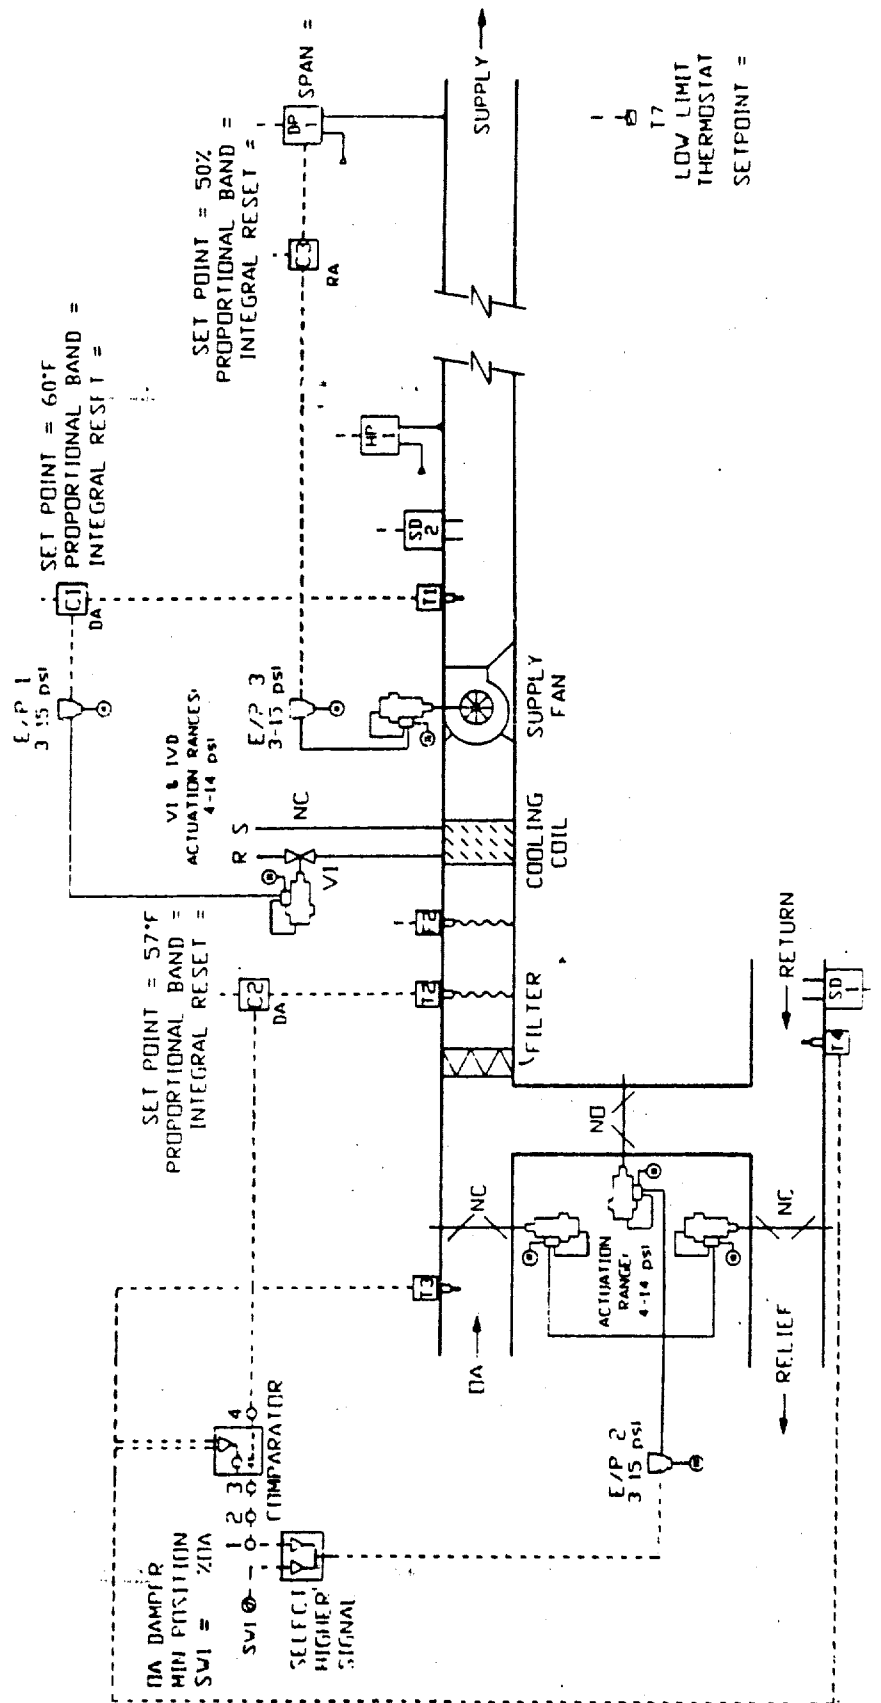 OA DAMPER
MIN POSITION
SW1 = %OA
SW1
SELECT
HIGHER
SIGNAL
1 2 3 4
COMPARATOR
SET POINT = 57°F
PROPORTIONAL BAND =
INTEGRAL RESET =
C2
DA
E/P 1
3-15 psi
SET POINT = 60°F
PROPORTIONAL BAND =
INTEGRAL RESET =
C1
DA
V1 & IVD
ACTUATION RANGES:
4-14 psi
R S
NC
V1
E/P 3
3-15 psi
SET POINT = 50%
PROPORTIONAL BAND =
INTEGRAL RESET =
C3
RA
DP
1
SPAN =
T3
T2
F2
T1
SD
2
HP
1
OA
NC
FILTER
COOLING
COIL
SUPPLY
FAN
SUPPLY
E/P 2
3-15 psi
ACTUATION
RANGE:
4-14 psi
NO
NC
RELIEF
RETURN
T4
SD
1
T7
LOW LIMIT
THERMOSTAT
SETPOINT =